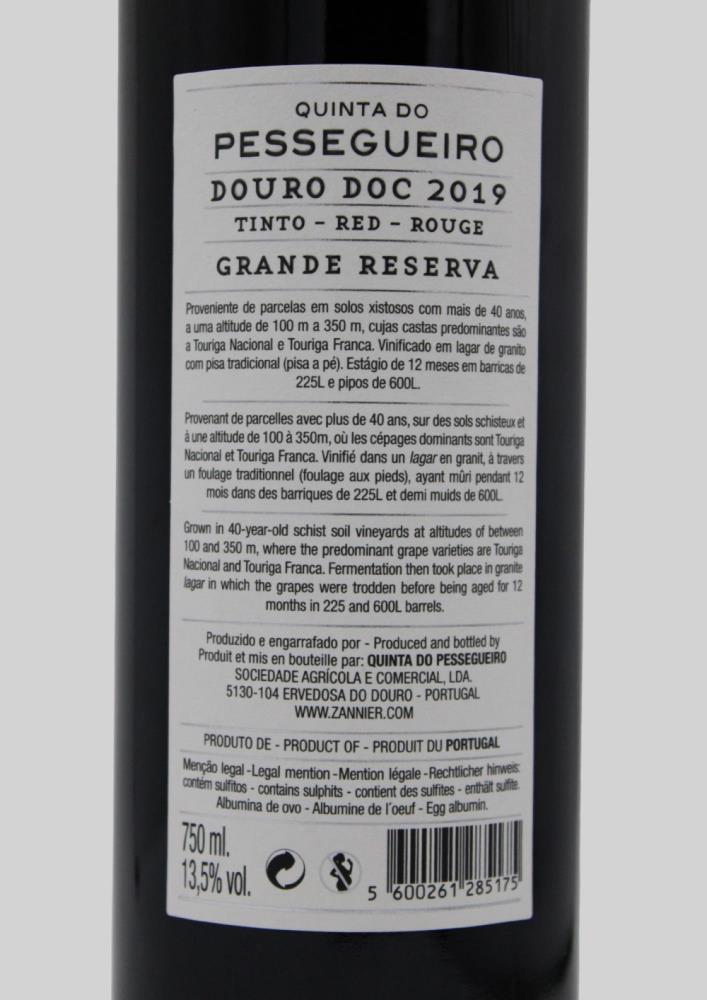 QUINTA DO
PESSEGUEIRO
DOURO DOC 2019
TINTO - RED - ROUGE
GRANDE RESERVA
Proveniente de parcelas em solos xistosos com mais de 40 anos,
a uma altitude de 100 m a 350 m, cujas castas predominantes são
a Touriga Nacional e Touriga Franca. Vinificado em lagar de granito
com pisa tradicional (pisa a pé). Estágio de 12 meses em barricas de
225L e pipos de 600L.
Provenant de parcelles avec plus de 40 ans, sur des sols schisteux et
à une altitude de 100 à 350m, où les cépages dominants sont Touriga
Nacional et Touriga Franca. Vinifié dans un lagar en granit, à travers
un foulage traditionnel (foulage aux pieds), ayant mûri pendant 12
mois dans des barriques de 225L et demi muids de 600L.
Grown in 40-year-old schist soil vineyards at altitudes of between
100 and 350 m, where the predominant grape varieties are Touriga
Nacional and Touriga Franca. Fermentation then took place in granite
lagar in which the grapes were trodden before being aged for 12
months in 225 and 600L barrels.
Produzido e engarrafado por - Produced and bottled by
Produit et mis en bouteille par: QUINTA DO PESSEGUEIRO
SOCIEDADE AGRÍCOLA E COMERCIAL, LDA.
5130-104 ERVEDOSA DO DOURO - PORTUGAL
WWW.ZANNIER.COM
PRODUTO DE - PRODUCT OF - PRODUIT DU PORTUGAL
Menção legal -Legal mention -Mention légale -Rechtlicher hinweis:
contém sulfitos - contains sulphits - contient des sulfites - enthält sulfite.
Albumina de ovo - Albumine de l´oeuf - Egg albumin.
750 ml.
13,5% vol.
5 600261 285175